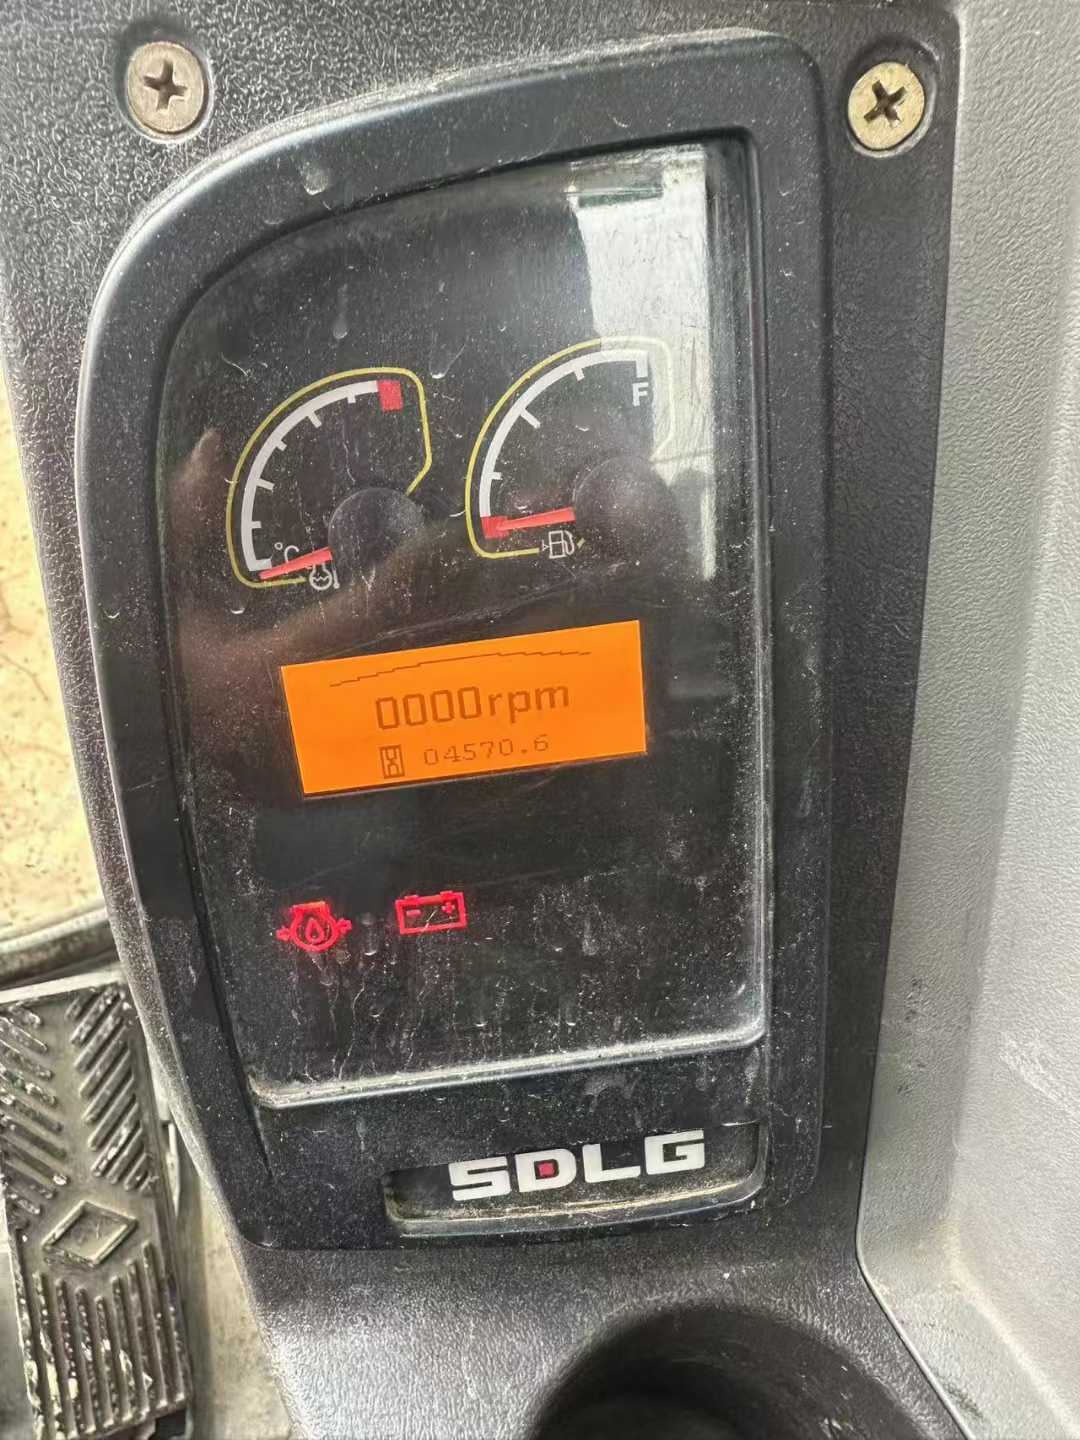 F
°C
0000rpm
04570.6
SDLG